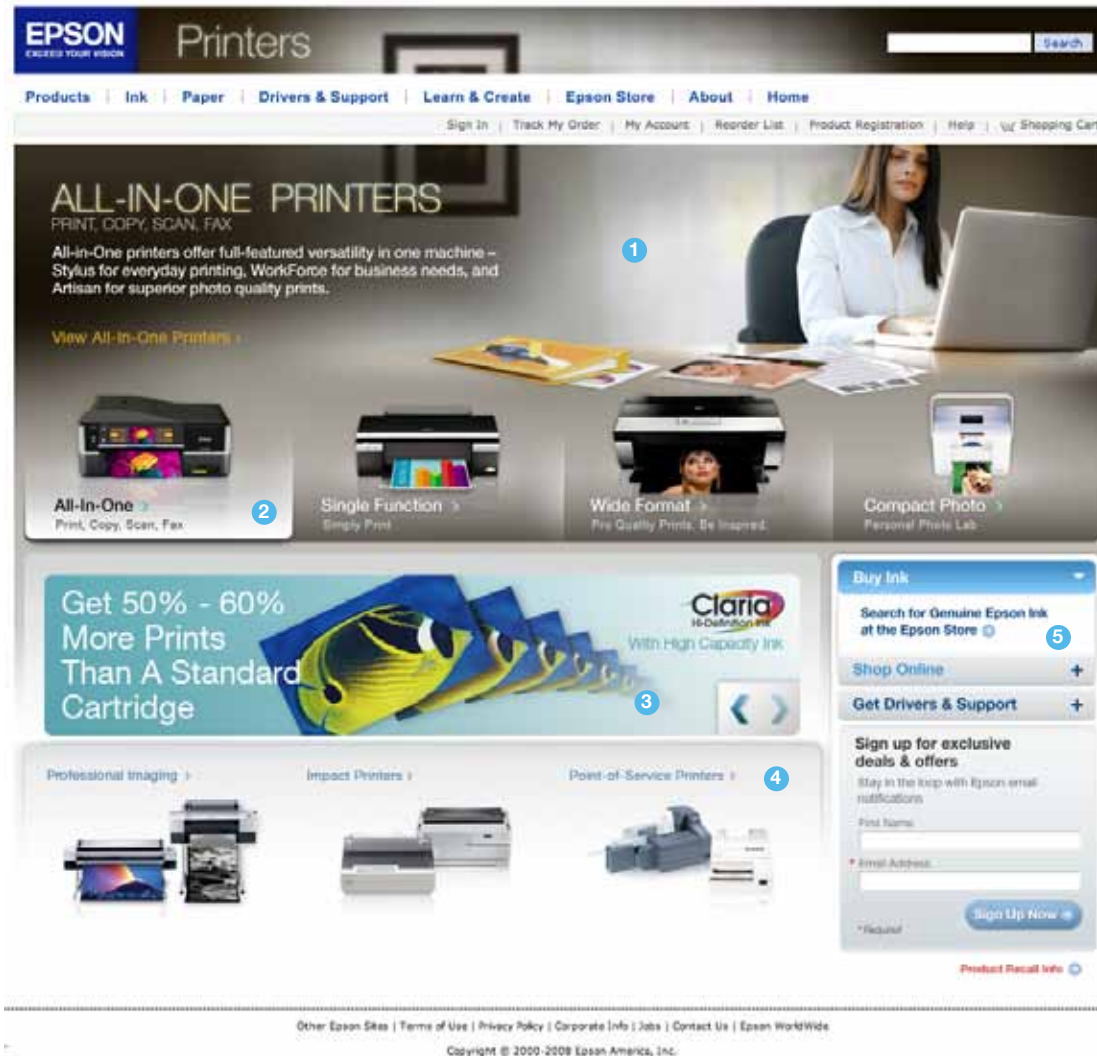 EPSON
EXCEED YOUR VISION
Printers
Search
Products | Ink | Paper | Drivers & Support | Learn & Create | Epson Store | About | Home
Sign In | Track My Order | My Account | Reorder List | Product Registration | Help | Shopping Cart
ALL-IN-ONE PRINTERS
PRINT, COPY, SCAN, FAX
All-in-One printers offer full-featured versatility in one machine –
Stylus for everyday printing, WorkForce for business needs, and
Artisan for superior photo quality prints.
1
View All-In-One Printers ›
All-In-One ›
Print, Copy, Scan, Fax
2
Single Function ›
Simply Print
Wide Format ›
Pro Quality Prints. Be Inspired.
Compact Photo ›
Personal Photo Lab
Get 50% - 60%
More Prints
Than A Standard
Cartridge
Claria
Hi-Definition Ink
With High Capacity Ink
3
Buy Ink
Search for Genuine Epson Ink
at the Epson Store
5
Shop Online +
Get Drivers & Support +
Sign up for exclusive
deals & offers
Stay in the loop with Epson email
notifications
First Name
* Email Address
Sign Up Now
* Required
Professional Imaging ›
Impact Printers ›
Point-of-Service Printers ›
4
Product Recall Info
Other Epson Sites | Terms of Use | Privacy Policy | Corporate Info | Jobs | Contact Us | Epson WorldWide
Copyright © 2000-2008 Epson America, Inc.